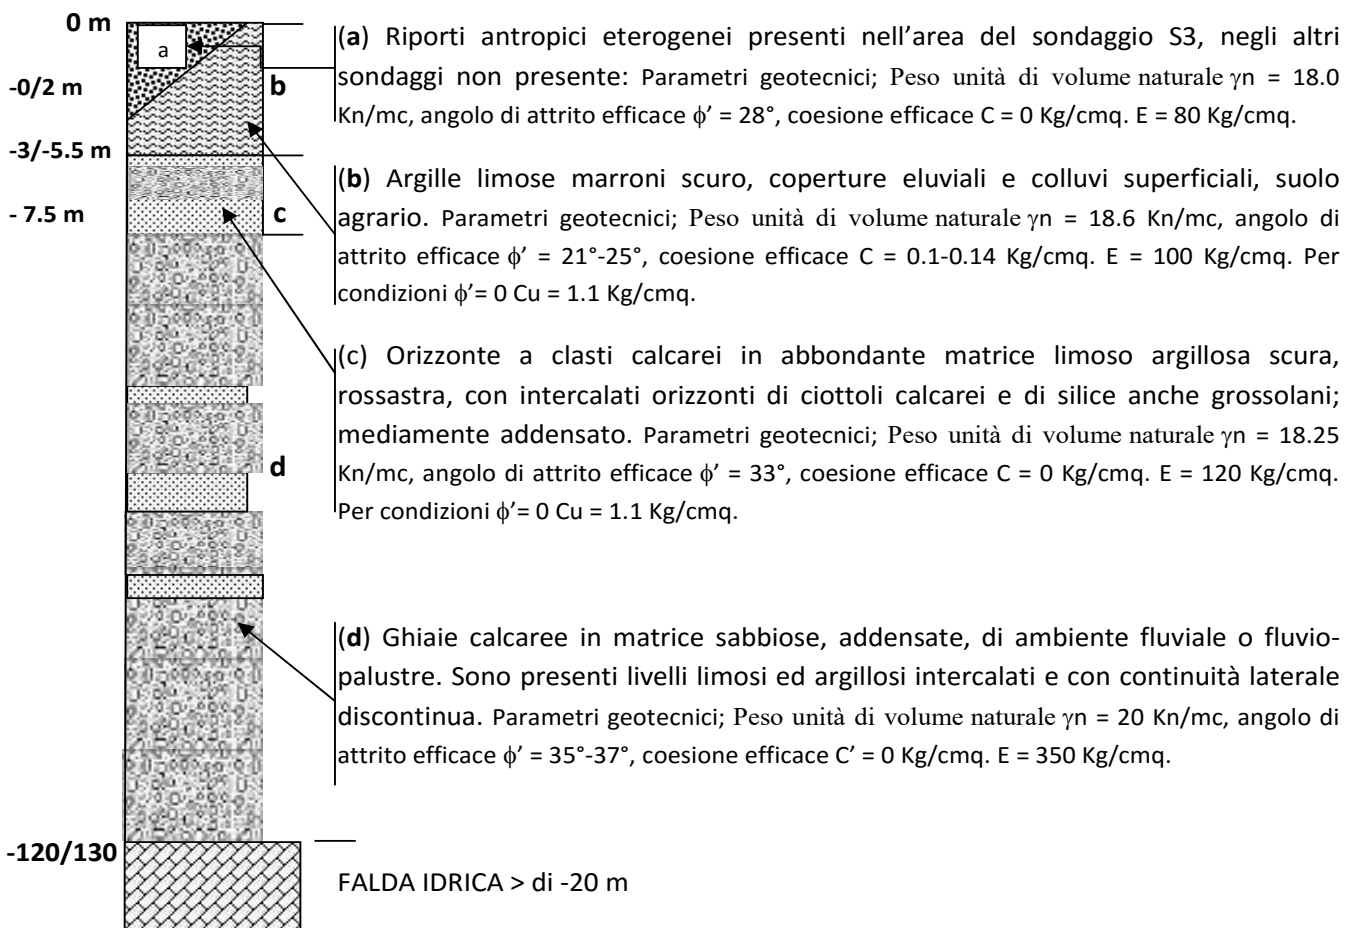 0 m
a
(a) Riporti antropici eterogenei presenti nell'area del sondaggio S3, negli altri
sondaggi non presente: Parametri geotecnici; Peso unità di volume naturale γn = 18.0
Kn/mc, angolo di attrito efficace ϕ' = 28°, coesione efficace C = 0 Kg/cmq. E = 80 Kg/cmq.
-0/2 m
b
-3/-5.5 m
(b) Argille limose marroni scuro, coperture eluviali e colluvi superficiali, suolo
agrario. Parametri geotecnici; Peso unità di volume naturale γn = 18.6 Kn/mc, angolo di
attrito efficace ϕ' = 21°-25°, coesione efficace C = 0.1-0.14 Kg/cmq. E = 100 Kg/cmq. Per
condizioni ϕ'= 0 Cu = 1.1 Kg/cmq.
- 7.5 m
c
(c) Orizzonte a clasti calcarei in abbondante matrice limoso argillosa scura,
rossastra, con intercalati orizzonti di ciottoli calcarei e di silice anche grossolani;
mediamente addensato. Parametri geotecnici; Peso unità di volume naturale γn = 18.25
Kn/mc, angolo di attrito efficace ϕ' = 33°, coesione efficace C = 0 Kg/cmq. E = 120 Kg/cmq.
Per condizioni ϕ'= 0 Cu = 1.1 Kg/cmq.
d
(d) Ghiaie calcaree in matrice sabbiose, addensate, di ambiente fluviale o fluvio-
palustre. Sono presenti livelli limosi ed argillosi intercalati e con continuità laterale
discontinua. Parametri geotecnici; Peso unità di volume naturale γn = 20 Kn/mc, angolo di
attrito efficace ϕ' = 35°-37°, coesione efficace C' = 0 Kg/cmq. E = 350 Kg/cmq.
-120/130
FALDA IDRICA > di -20 m